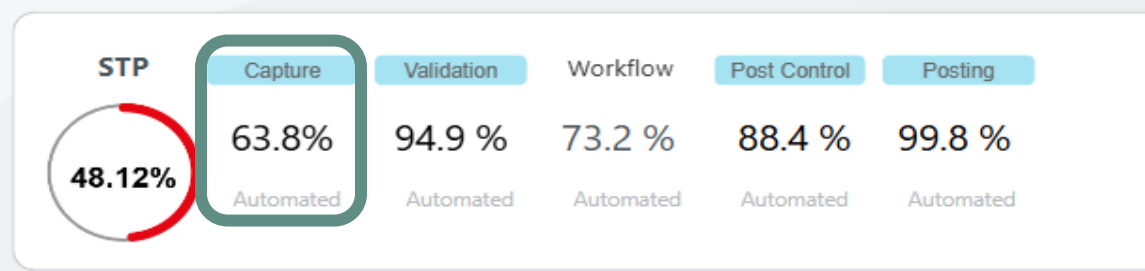 STP Capture Validation Workflow Post Control Posting
48.12% 63.8% 94.9 % 73.2 % 88.4 % 99.8 %
Automated Automated Automated Automated Automated